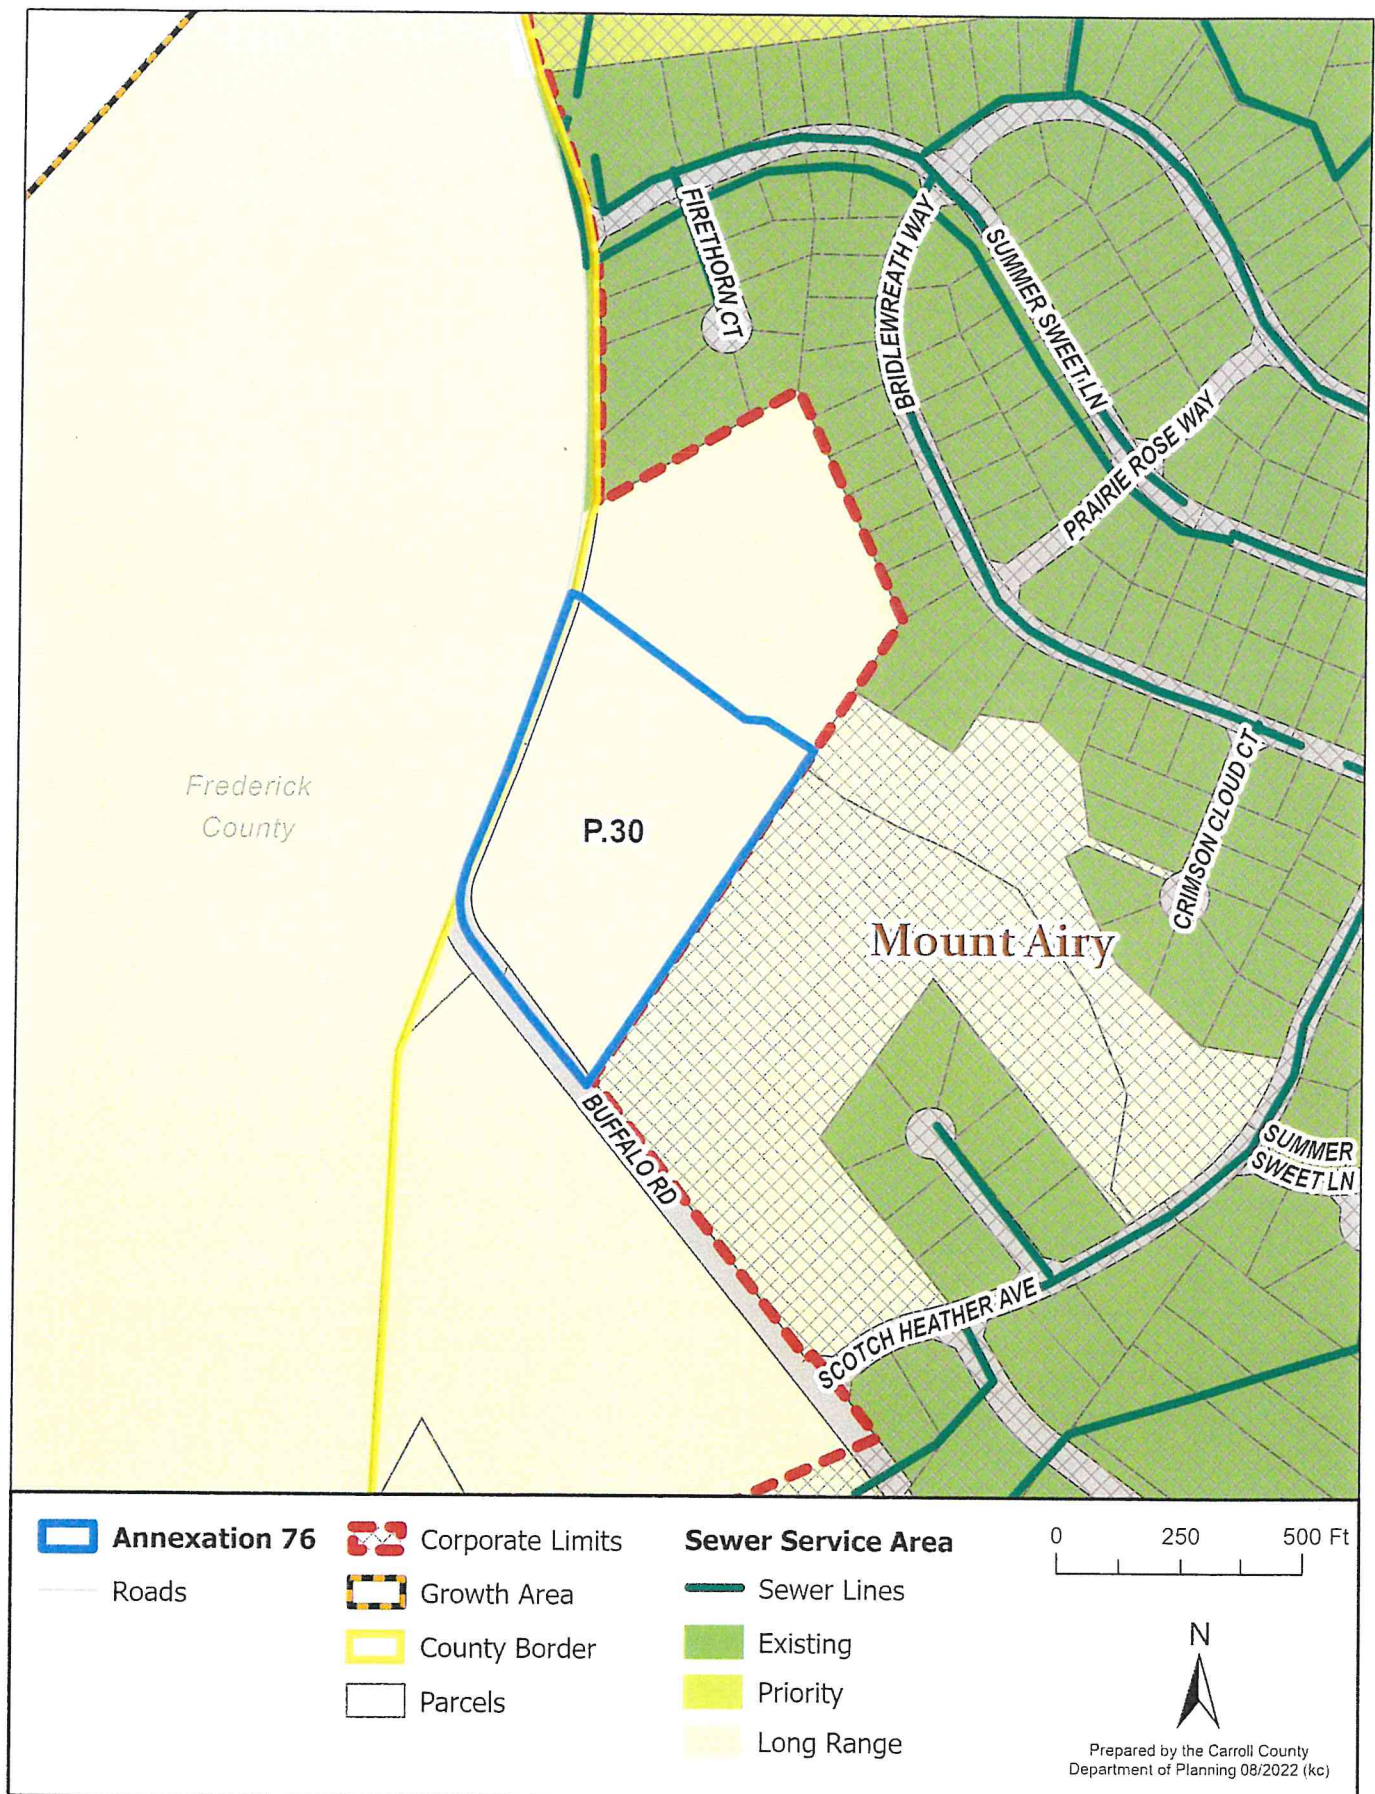 FIRETHORN CT
BRIDLEWREATH WAY
SUMMER SWEET LN
PRAIRIE ROSE WAY
Frederick
County
P.30
CRIMSON CLOUD CT
Mount Airy
BUFFALO RD
SUMMER
SWEET LN
SCOTCH HEATHER AVE
Annexation 76
Roads
Corporate Limits
Growth Area
County Border
Parcels
Sewer Service Area
Sewer Lines
Existing
Priority
Long Range
0 250 500 Ft
N
Prepared by the Carroll County
Department of Planning 08/2022 (kc)